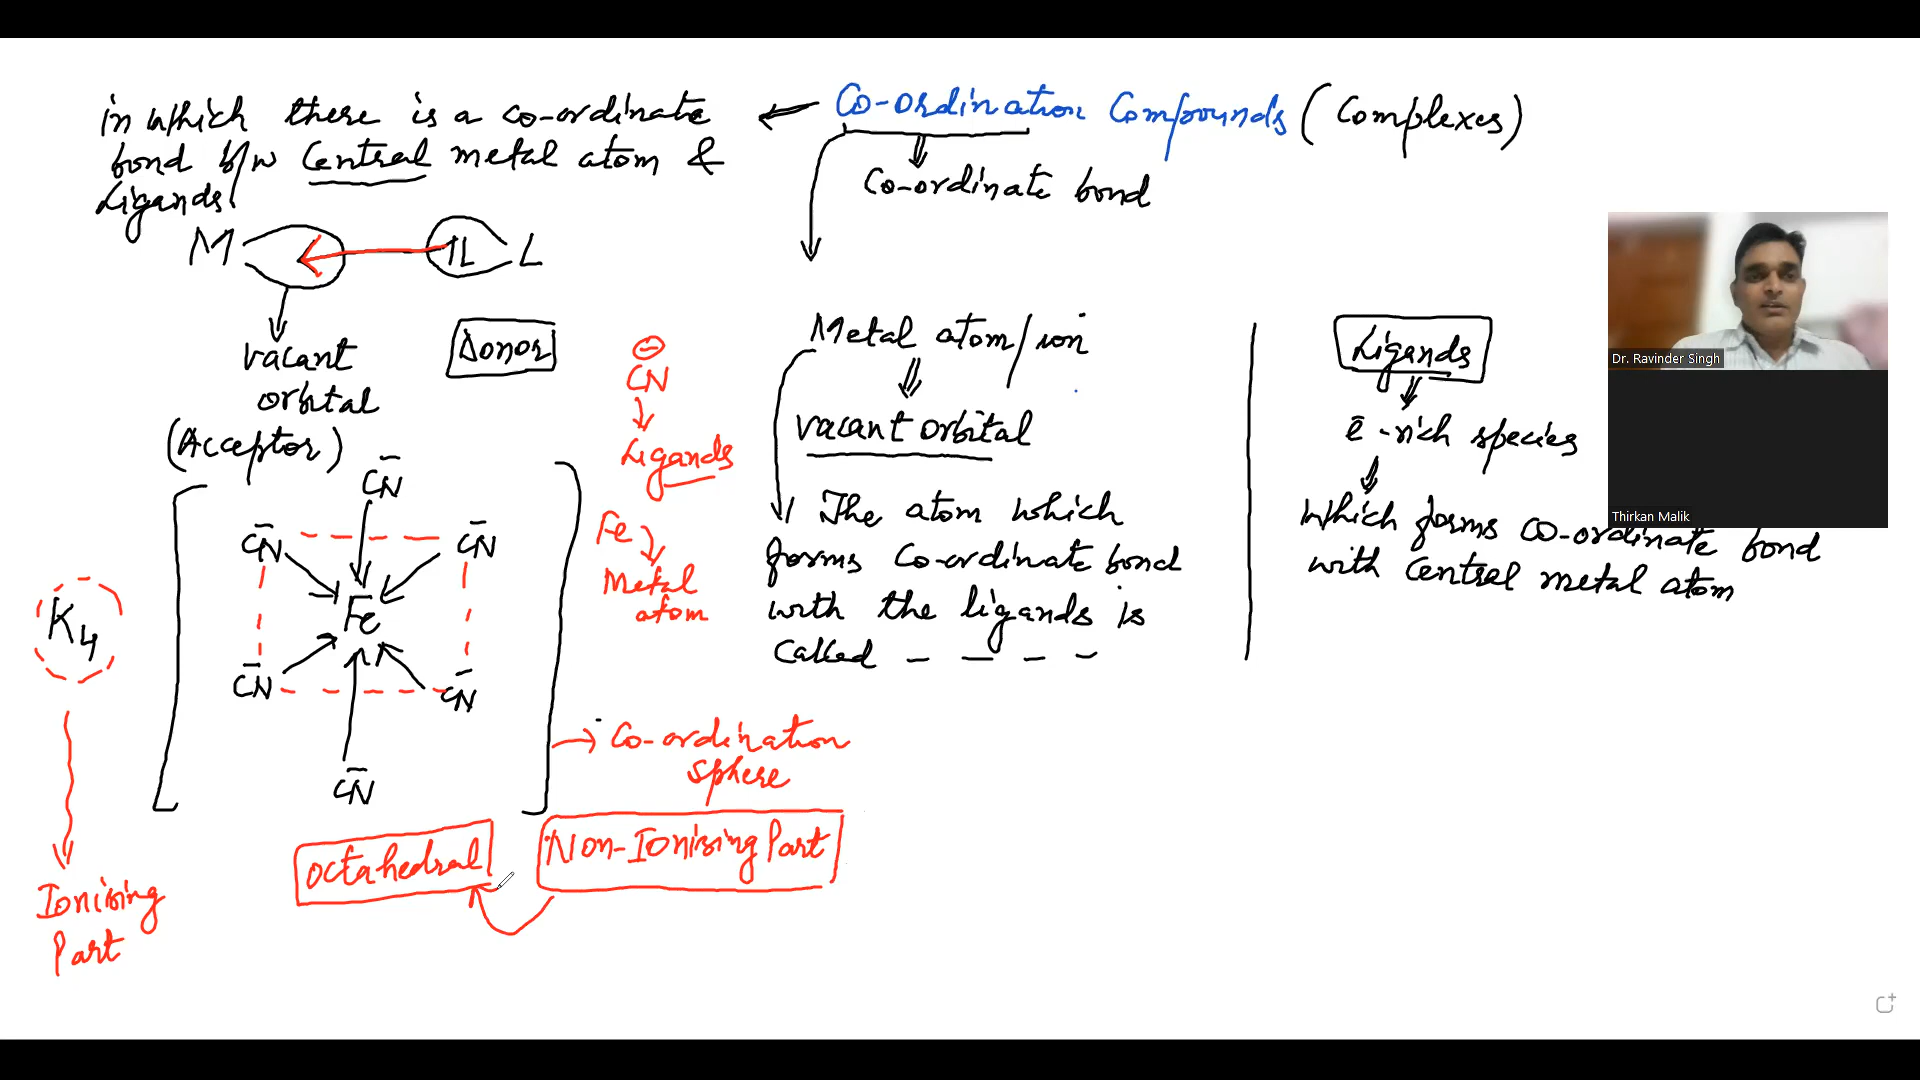 Co-ordination Compounds (Complexes)
in which there is a co-ordinate
bond b/w Central metal atom &
Ligands
Co-ordinate bond
M
1L
L
vacant
orbital
(Acceptor)
Donor
CN
Ligands
Fe
Metal
atom
Metal atom/ion
vacant orbital
The atom which
forms Co-ordinate bond
with the ligands is
Called - - - -
Ligands
e-rich species
Which forms co-ordinate bond
with Central metal atom
Dr. Ravinder Singh
Thirkan Malik
K4
CN
CN
CN
Fe
CN
CN
CN
Co-ordination
Sphere
Non-Ionising Part
Octahedral
Ionising
Part